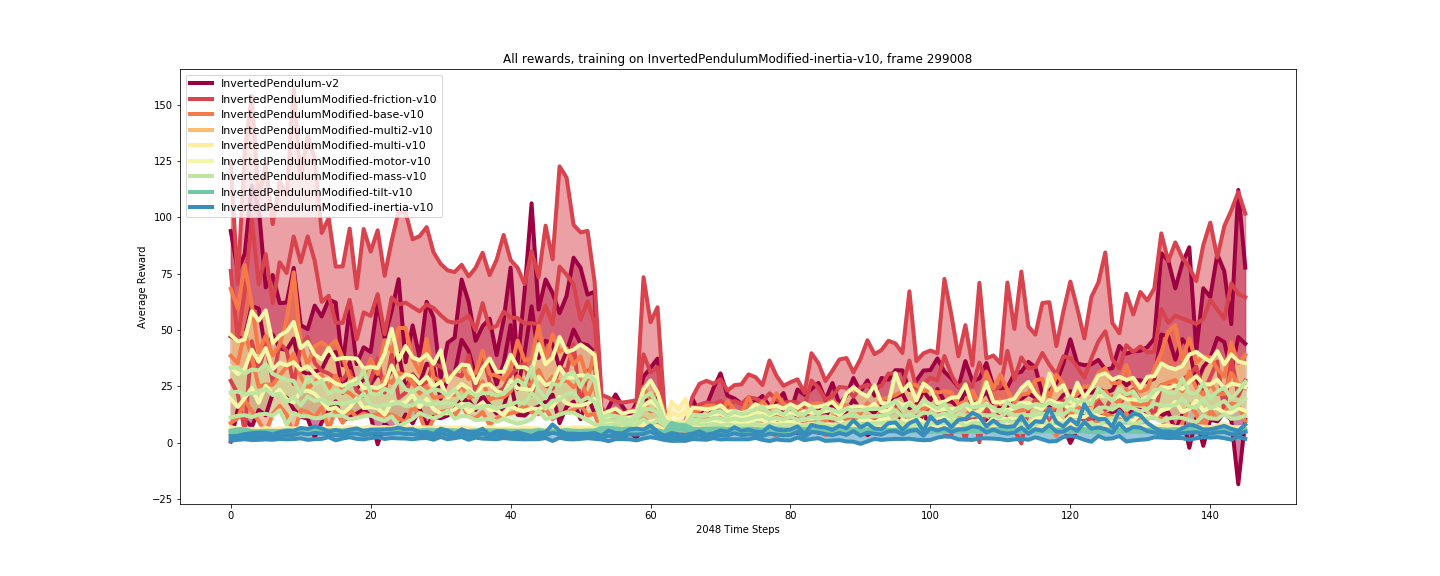 All rewards, training on InvertedPendulumModified-inertia-v10, frame 299008
InvertedPendulum-v2
InvertedPendulumModified-friction-v10
InvertedPendulumModified-base-v10
InvertedPendulumModified-multi2-v10
InvertedPendulumModified-multi-v10
InvertedPendulumModified-motor-v10
InvertedPendulumModified-mass-v10
InvertedPendulumModified-tilt-v10
InvertedPendulumModified-inertia-v10
Average Reward
150
125
100
75
50
25
0
−25
0 20 40 60 80 100 120 140
2048 Time Steps